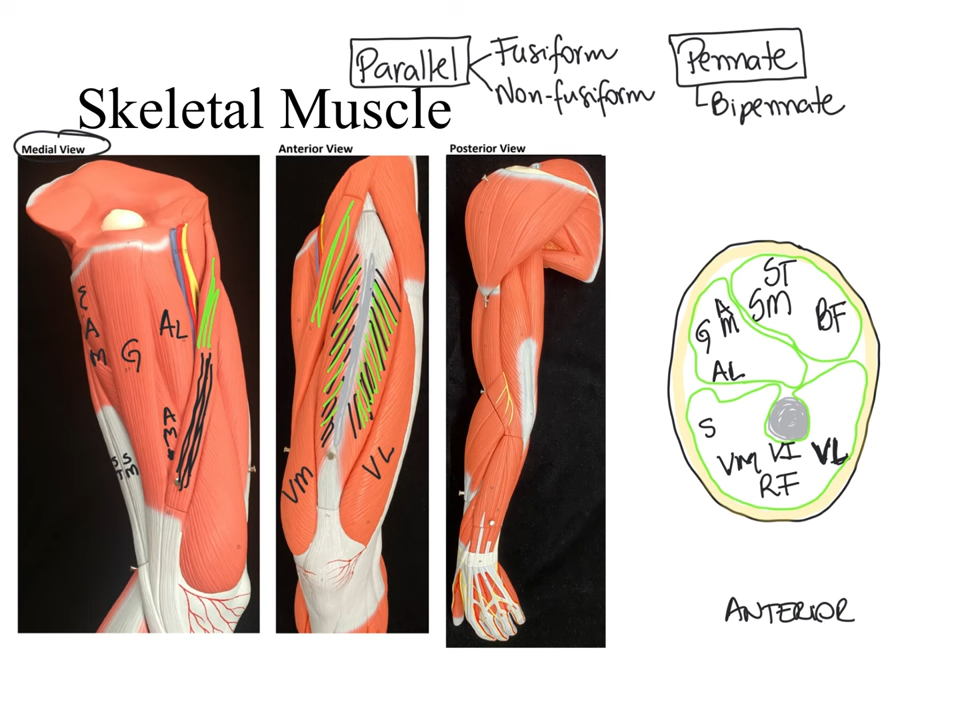 Parallel
Fusiform
Non-fusiform
Pennate
Bipennate
Skeletal Muscle
Medial View
Anterior View
Posterior View
A
M
G
AL
A
M
S S
T M
VM
VL
ST
SM
BF
A
M
G
AL
S
VM
VI
VL
RF
ANTERIOR